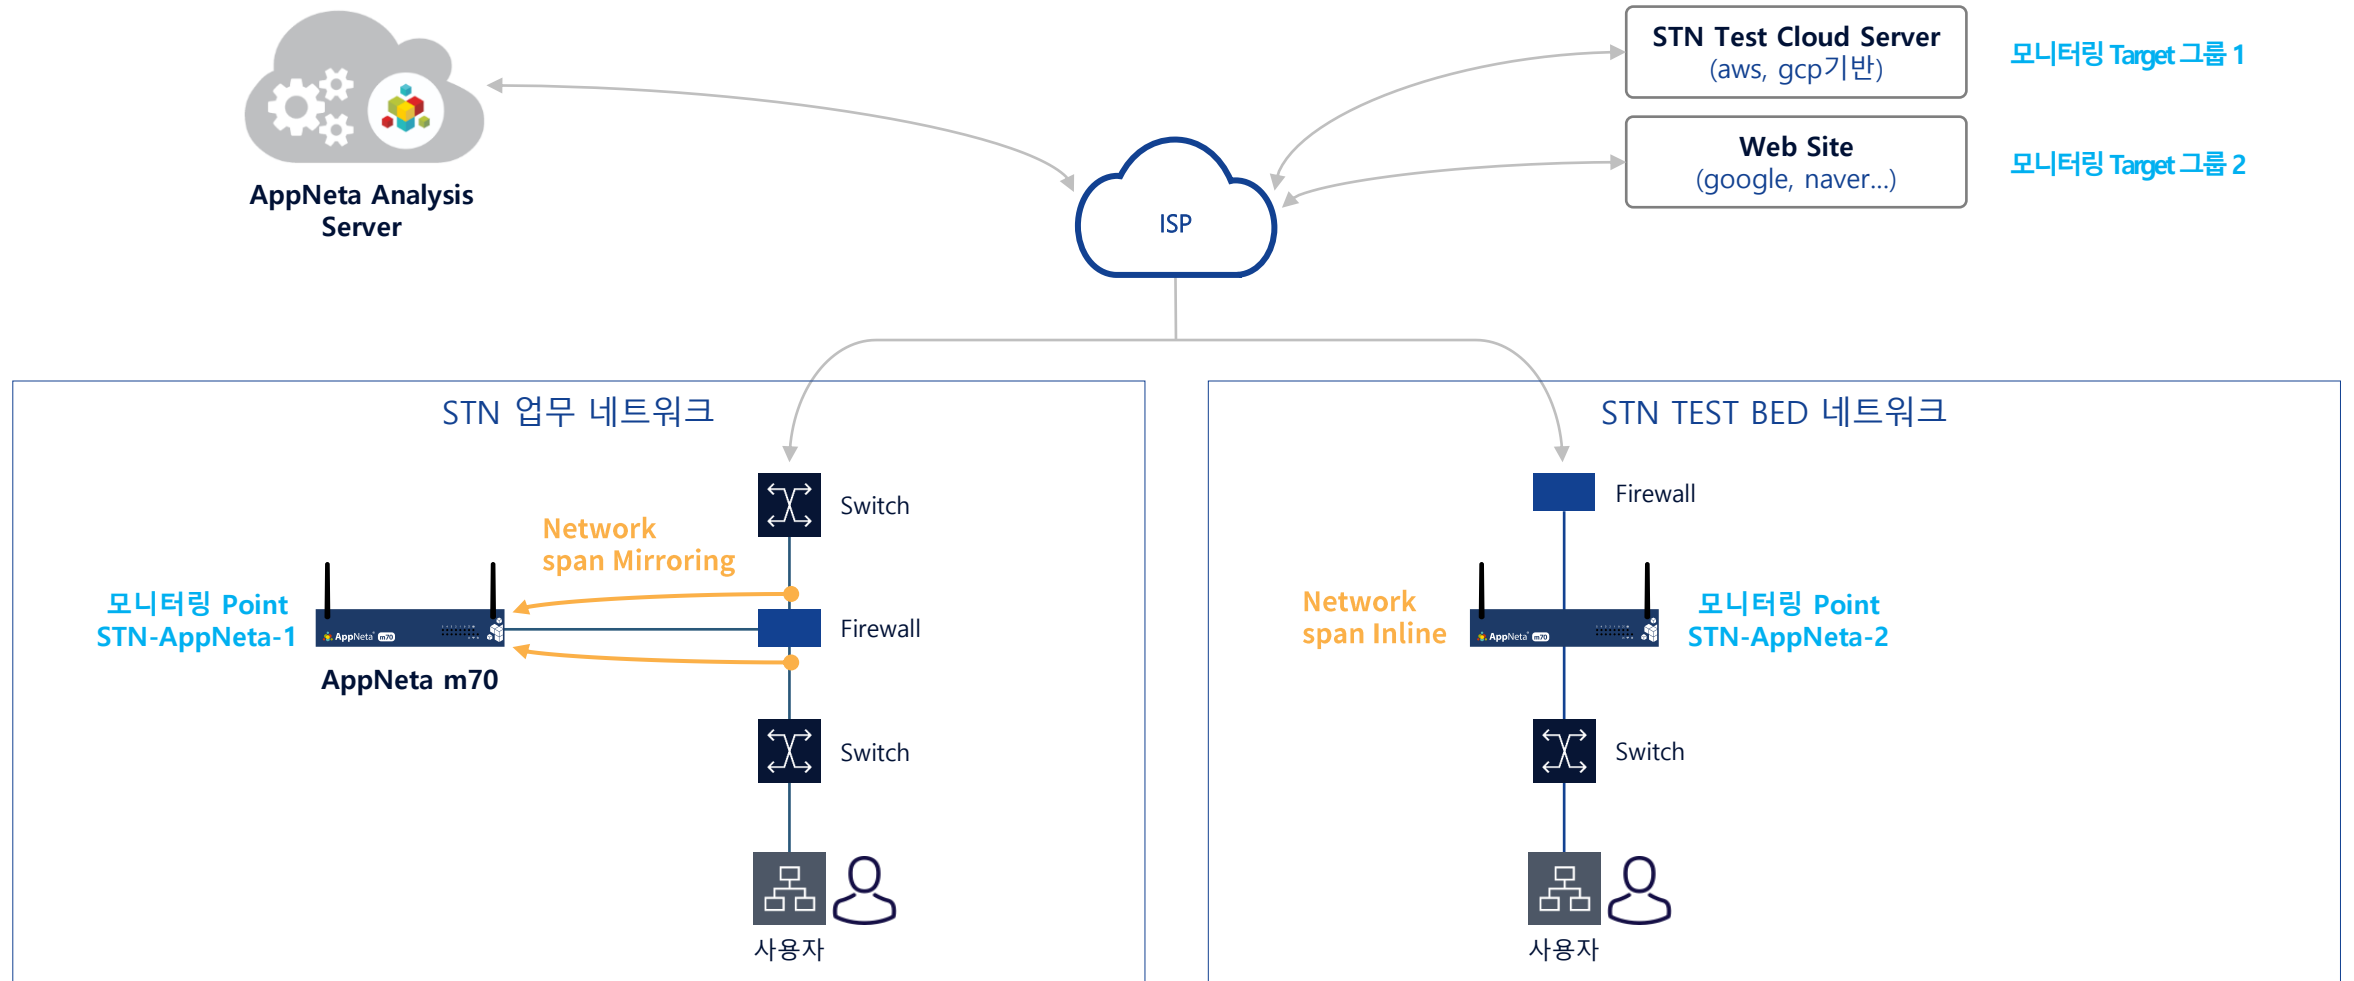 AppNeta Analysis
Server
ISP
STN Test Cloud Server
(aws, gcp기반)
모니터링 Target 그룹 1
Web Site
(google, naver...)
모니터링 Target 그룹 2
STN 업무 네트워크
Switch
Network
span Mirroring
모니터링 Point
STN-AppNeta-1
AppNeta m70
Firewall
AppNeta m70
Switch
사용자
STN TEST BED 네트워크
Firewall
Network
span Inline
AppNeta m70
모니터링 Point
STN-AppNeta-2
Switch
사용자